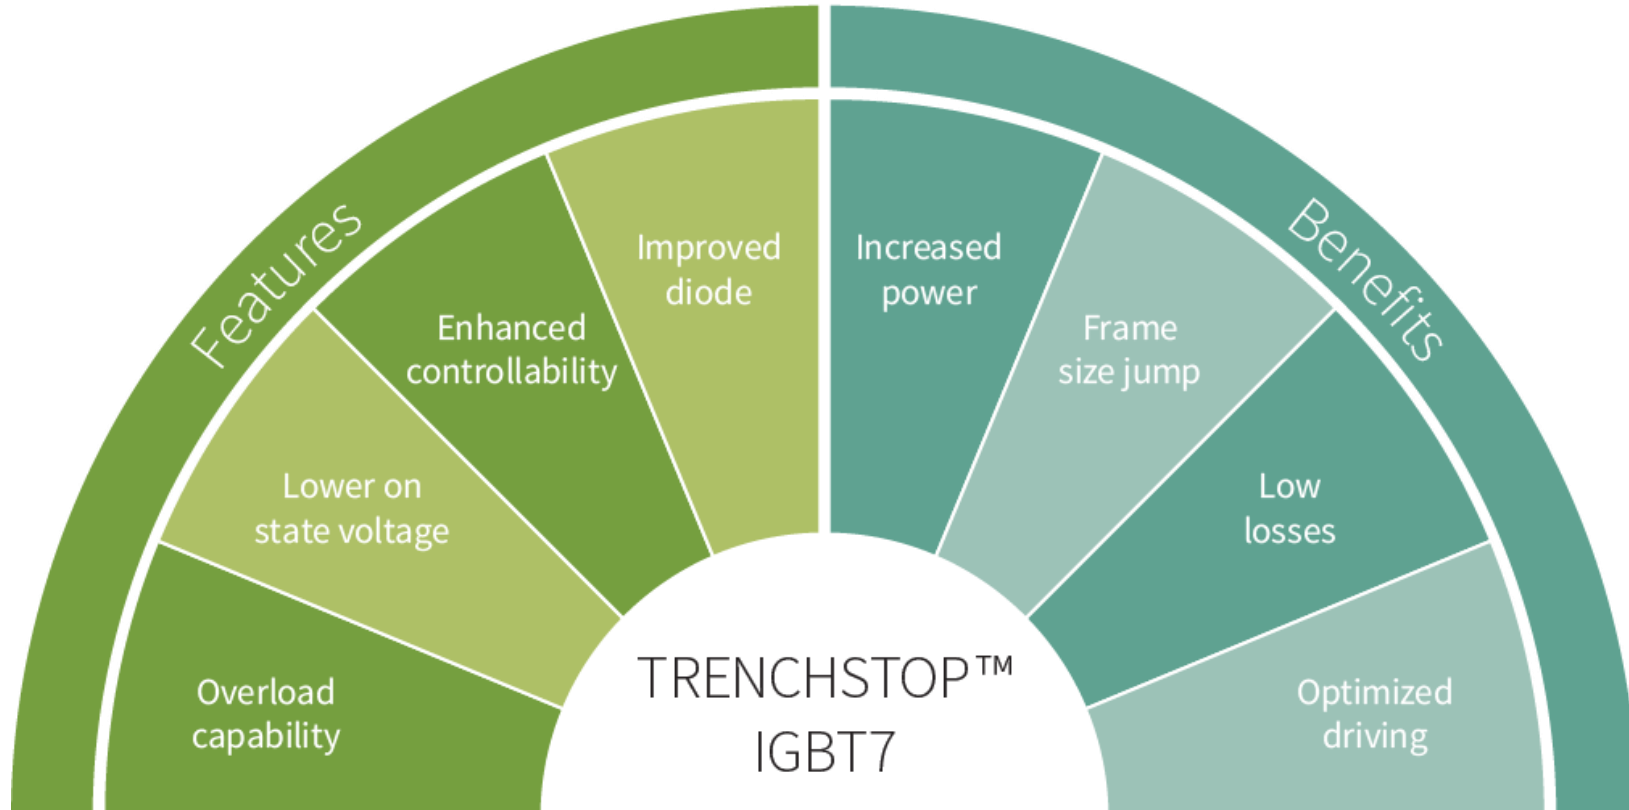 Features
Benefits
Improved
diode
Increased
power
Enhanced
controllability
Frame
size jump
Lower on
state voltage
Low
losses
Overload
capability
Optimized
driving
TRENCHSTOP™
IGBT7